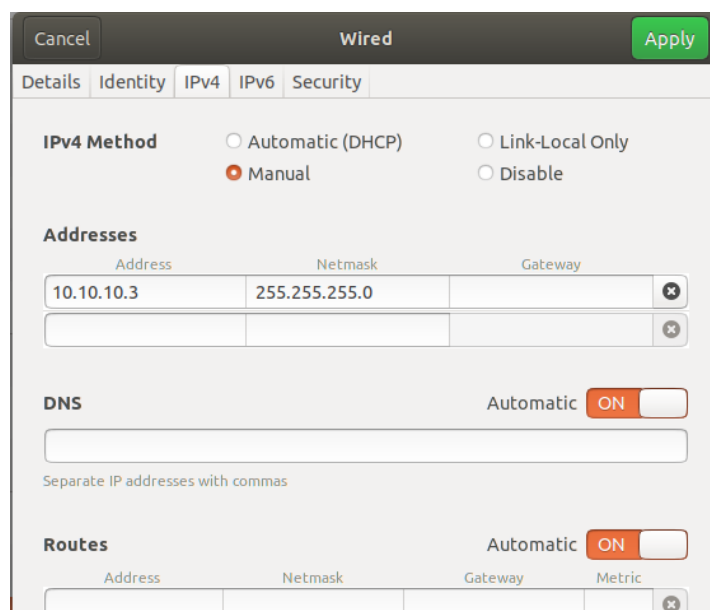 Cancel Wired Apply
Details Identity IPv4 IPv6 Security
IPv4 Method Automatic (DHCP) Link-Local Only
Manual Disable
Addresses
Address Netmask Gateway
10.10.10.3 255.255.255.0
DNS Automatic ON
Separate IP addresses with commas
Routes Automatic ON
Address Netmask Gateway Metric